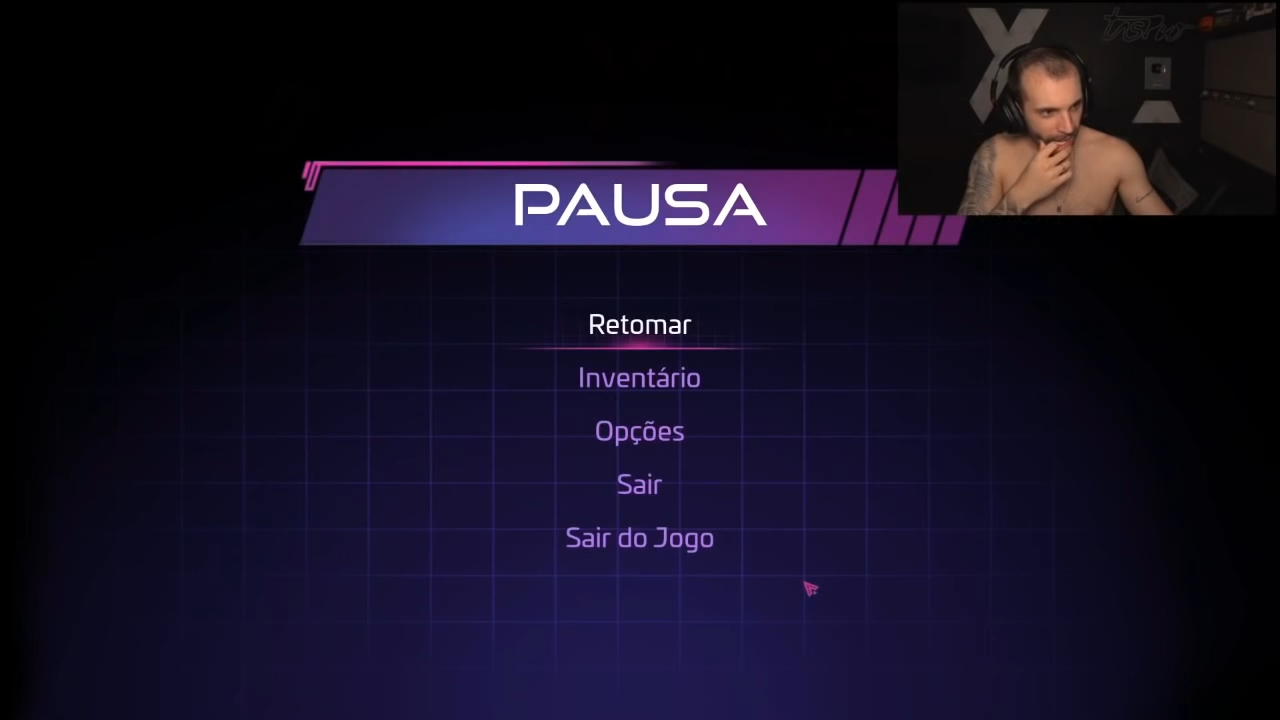 PAUSA
Retomar
Inventário
Opções
Sair
Sair do Jogo